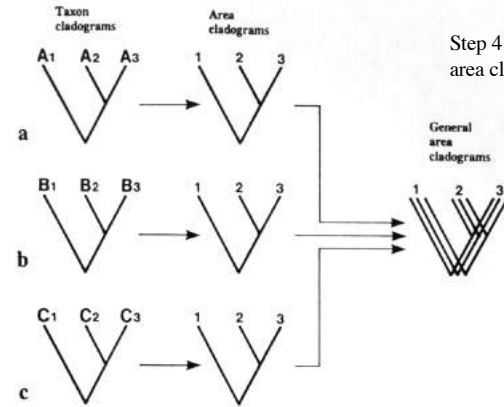 Taxon
cladograms
Area
cladograms
Step 4
area cl
A1 A2 A3
1 2 3
a
General
area
cladograms
B1 B2 B3
1 2 3
1 2 3
b
C1 C2 C3
1 2 3
c